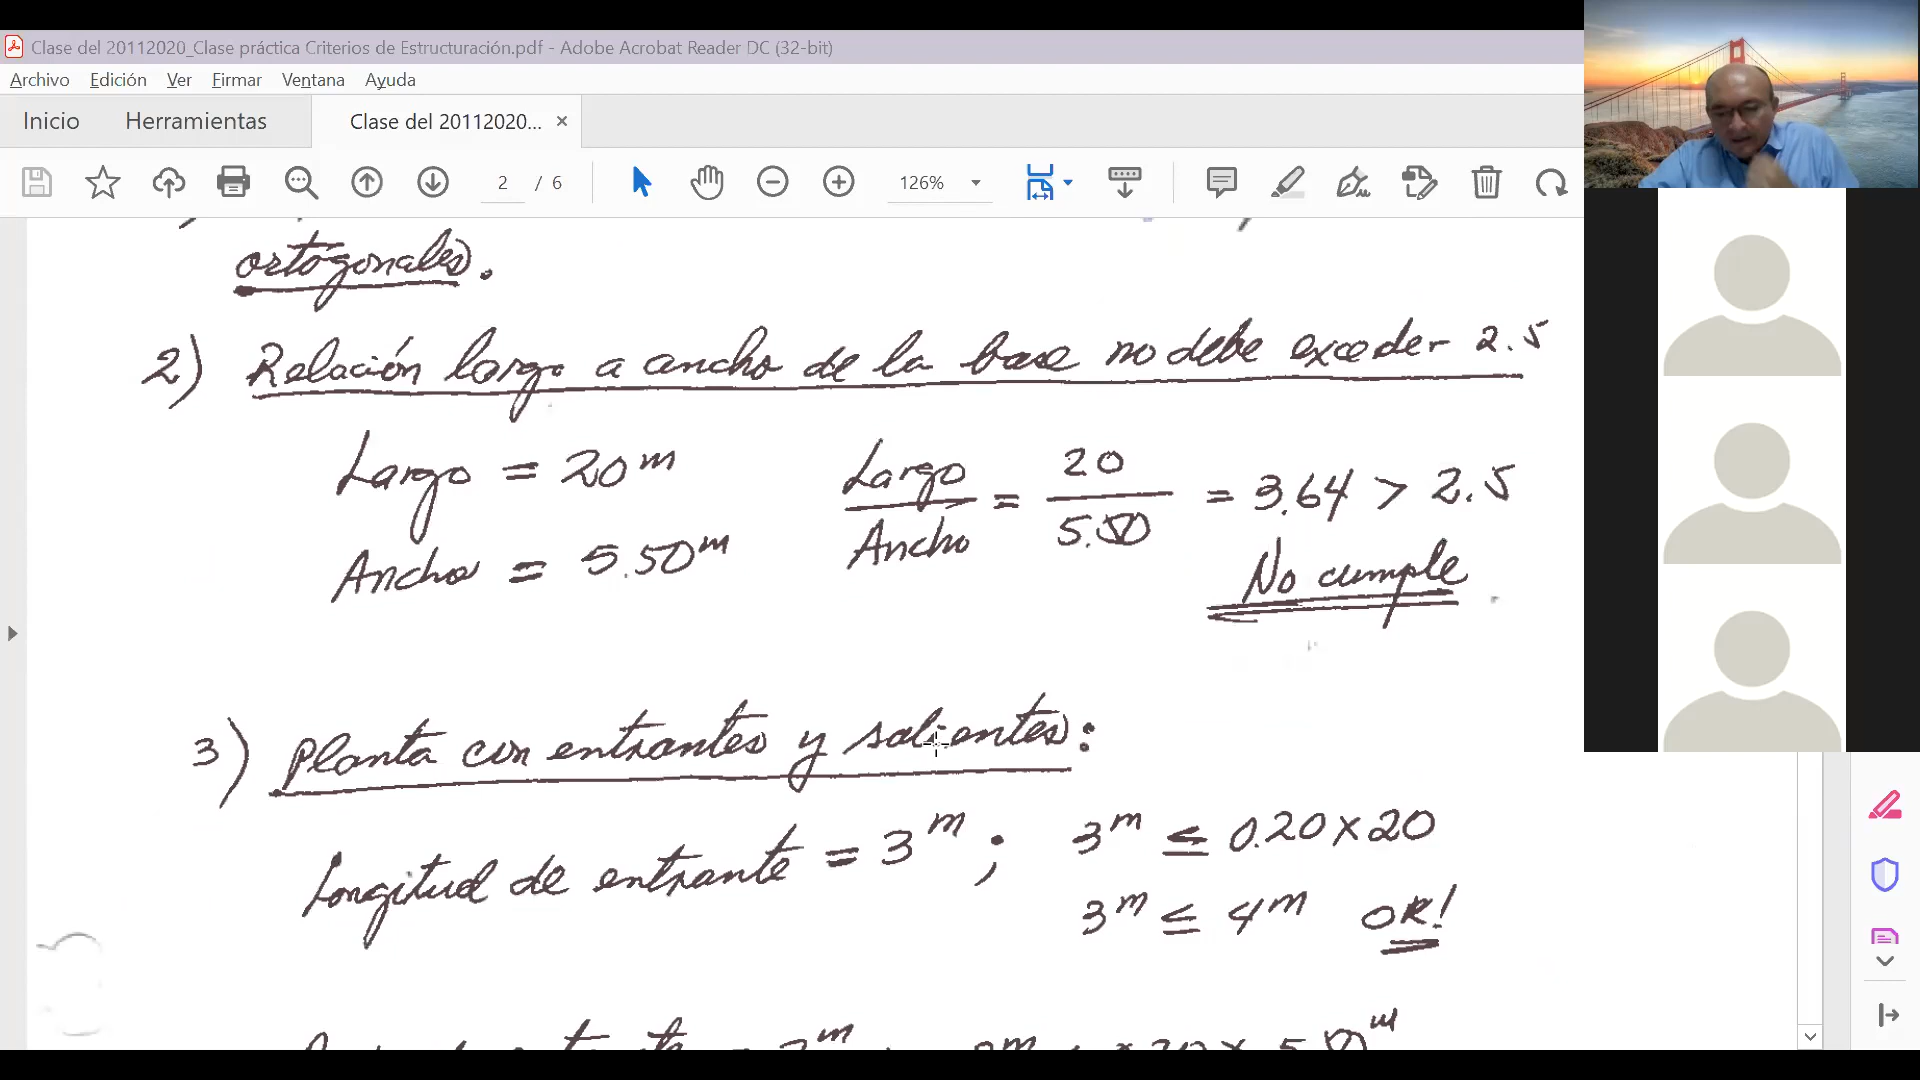 Clase del 20112020_Clase práctica Criterios de Estructuración.pdf - Adobe Acrobat Reader DC (32-bit)
Archivo Edición Ver Firmar Ventana Ayuda
Inicio Herramientas Clase del 20112020... ×
2 / 6 126%
ortogonales.
2) Relación largo a ancho de la base no debe exceder 2.5
Largo = 20m Largo/Ancho = 20/5.50 = 3.64 > 2.5
Ancho = 5.50m
No cumple
3) Planta con entrantes y salientes:
Longitud de entrante = 3m ; 3m ≤ 0.20 x 20
3m ≤ 4m OK!